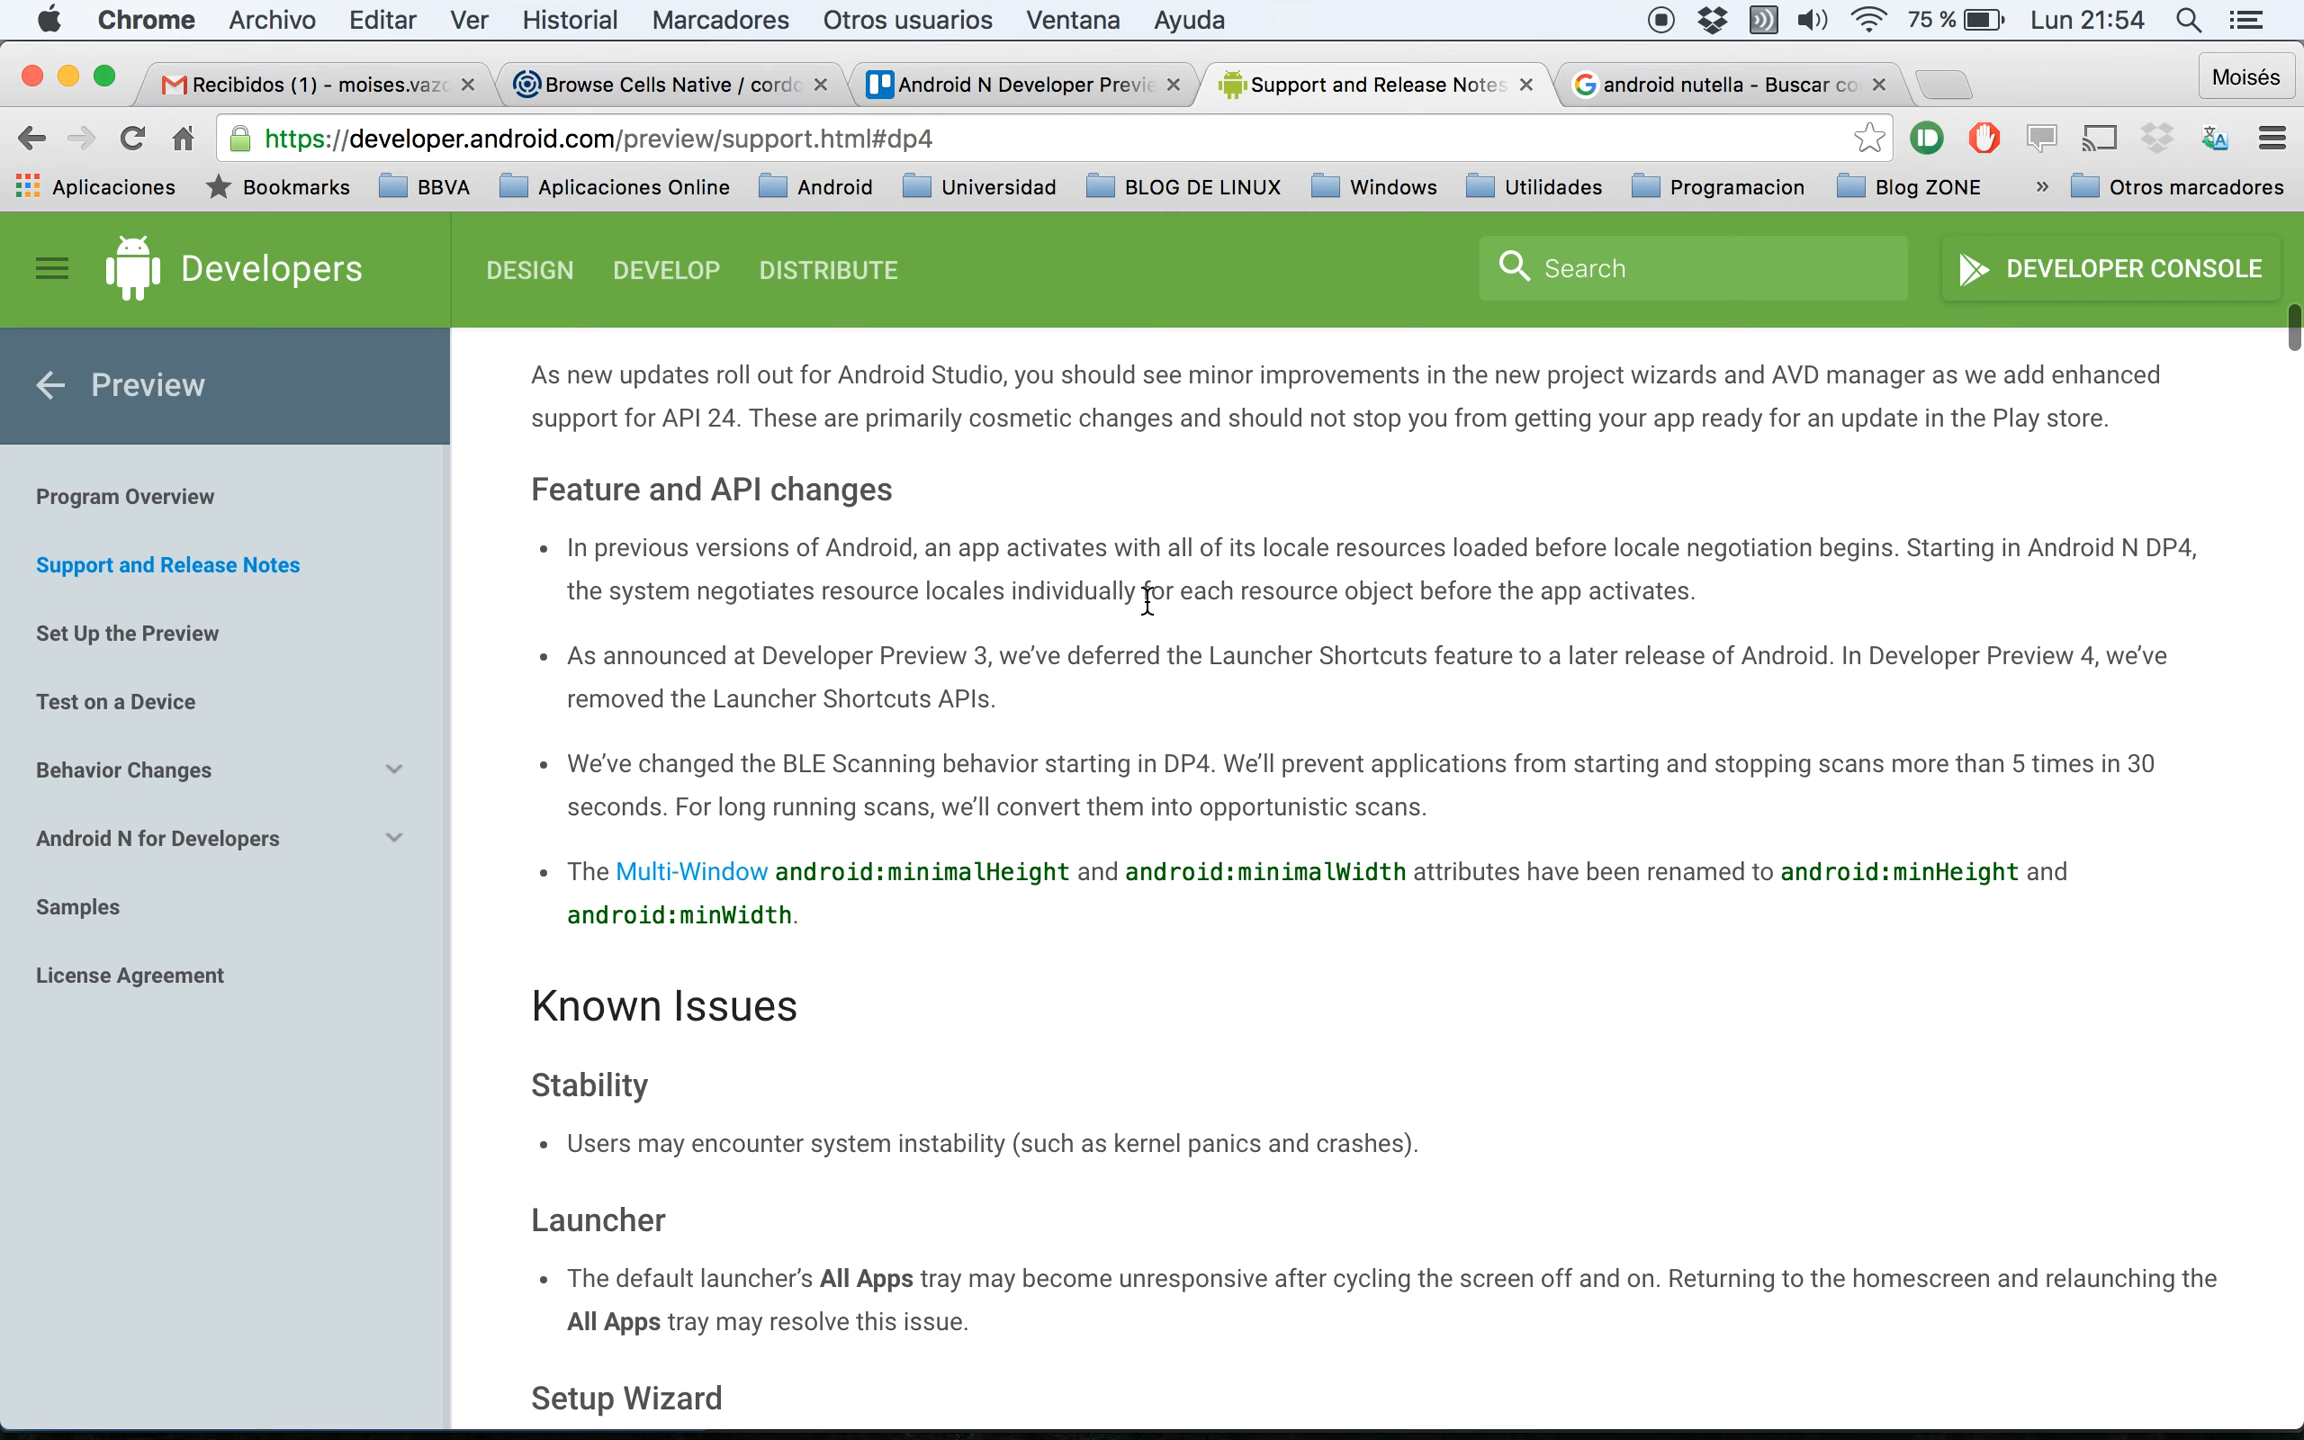 Chrome Archivo Editar Ver Historial Marcadores Otros usuarios Ventana Ayuda 75 % Lun 21:54
Recibidos (1) - moises.vazq Browse Cells Native / cordo Android N Developer Previe Support and Release Notes android nutella - Buscar co Moisés
https://developer.android.com/preview/support.html#dp4
Aplicaciones Bookmarks BBVA Aplicaciones Online Android Universidad BLOG DE LINUX Windows Utilidades Programacion Blog ZONE » Otros marcadores
Developers DESIGN DEVELOP DISTRIBUTE Search DEVELOPER CONSOLE
Preview
Program Overview
Support and Release Notes
Set Up the Preview
Test on a Device
Behavior Changes
Android N for Developers
Samples
License Agreement
As new updates roll out for Android Studio, you should see minor improvements in the new project wizards and AVD manager as we add enhanced
support for API 24. These are primarily cosmetic changes and should not stop you from getting your app ready for an update in the Play store.
Feature and API changes
• In previous versions of Android, an app activates with all of its locale resources loaded before locale negotiation begins. Starting in Android N DP4,
the system negotiates resource locales individually for each resource object before the app activates.
• As announced at Developer Preview 3, we’ve deferred the Launcher Shortcuts feature to a later release of Android. In Developer Preview 4, we’ve
removed the Launcher Shortcuts APIs.
• We’ve changed the BLE Scanning behavior starting in DP4. We’ll prevent applications from starting and stopping scans more than 5 times in 30
seconds. For long running scans, we’ll convert them into opportunistic scans.
• The Multi-Window android:minimalHeight and android:minimalWidth attributes have been renamed to android:minHeight and
android:minWidth.
Known Issues
Stability
• Users may encounter system instability (such as kernel panics and crashes).
Launcher
• The default launcher’s All Apps tray may become unresponsive after cycling the screen off and on. Returning to the homescreen and relaunching the
All Apps tray may resolve this issue.
Setup Wizard